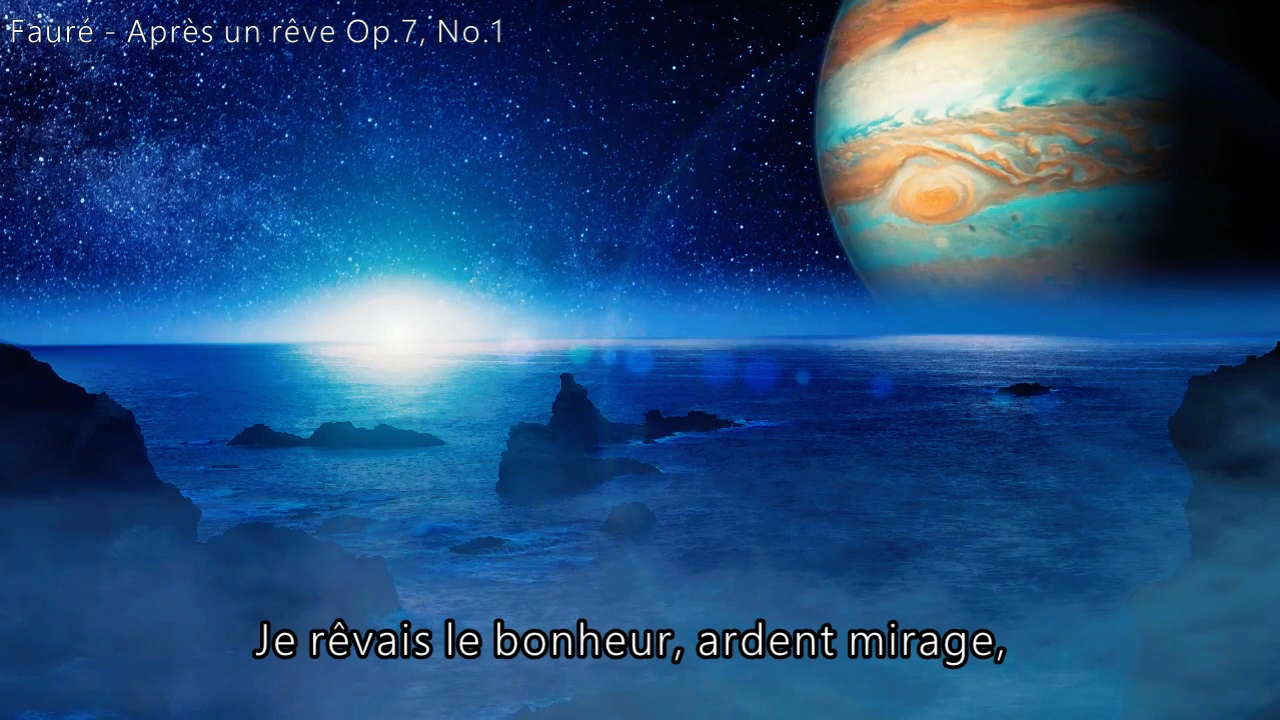 Fauré - Après un rêve Op.7, No.1
Je rêvais le bonheur, ardent mirage,